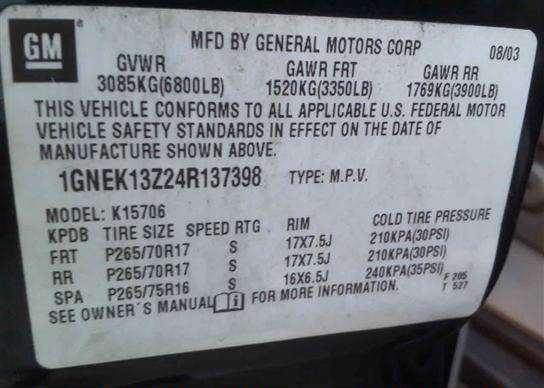 GM
MFD BY GENERAL MOTORS CORP 08/03
GVWR GAWR FRT GAWR RR
3085KG(6800LB) 1520KG(3350LB) 1769KG(3900LB)
THIS VEHICLE CONFORMS TO ALL APPLICABLE U.S. FEDERAL MOTOR
VEHICLE SAFETY STANDARDS IN EFFECT ON THE DATE OF
MANUFACTURE SHOWN ABOVE.
1GNEK13Z24R137398 TYPE: M.P.V.
MODEL: K15706
KPDB TIRE SIZE SPEED RTG RIM COLD TIRE PRESSURE
FRT P265/70R17 S 17X7.5J 210KPA(30PSI)
RR P265/70R17 S 17X7.5J 210KPA(30PSI)
SPA P265/75R16 S 16X6.5J 240KPA(35PSI)
SEE OWNER'S MANUAL i FOR MORE INFORMATION.
F 205
T 527